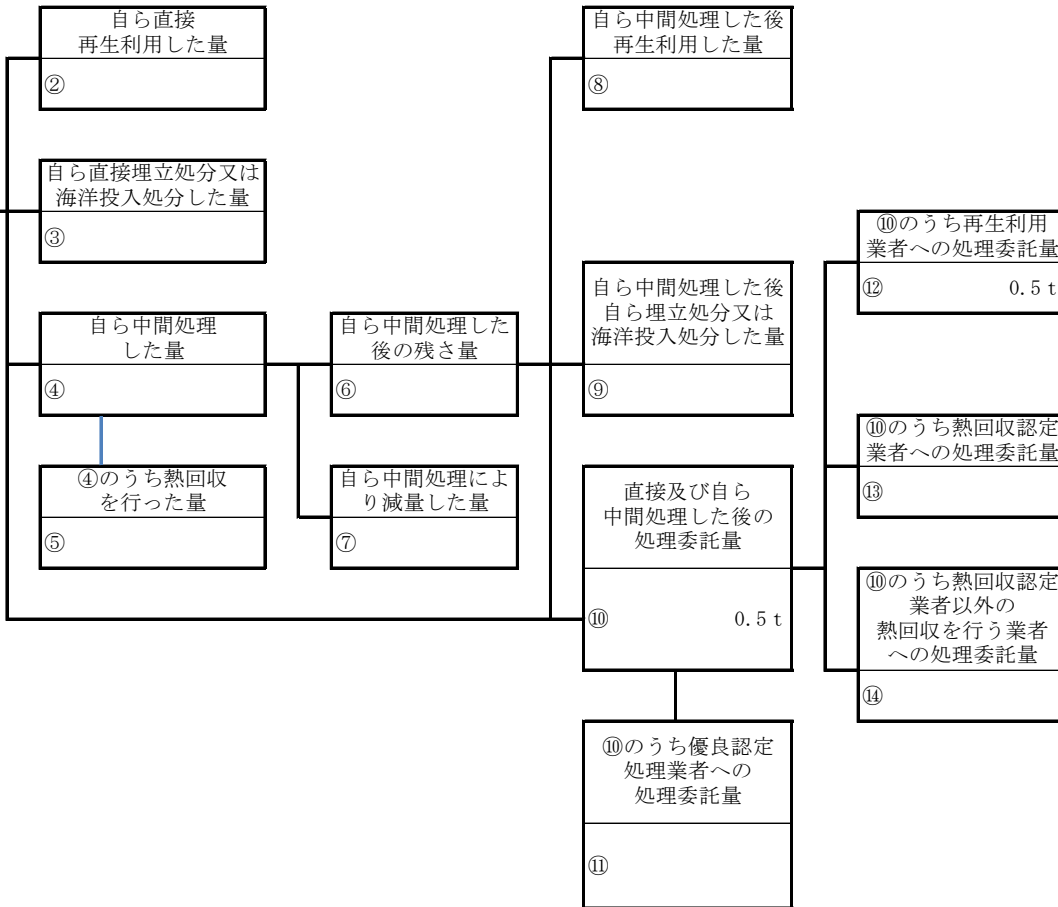 自ら直接
再生利用した量
②
自ら直接埋立処分又は
海洋投入処分した量
③
自ら中間処理
した量
④
④のうち熱回収
を行った量
⑤
自ら中間処理した
後の残さ量
⑥
自ら中間処理によ
り減量した量
⑦
自ら中間処理した後
再生利用した量
⑧
自ら中間処理した後
自ら埋立処分又は
海洋投入処分した量
⑨
直接及び自ら
中間処理した後の
処理委託量
⑩ 0.5 t
⑩のうち優良認定
処理業者への
処理委託量
⑪
⑩のうち再生利用
業者への処理委託量
⑫ 0.5 t
⑩のうち熱回収認定
業者への処理委託量
⑬
⑩のうち熱回収認定
業者以外の
熱回収を行う業者
への処理委託量
⑭